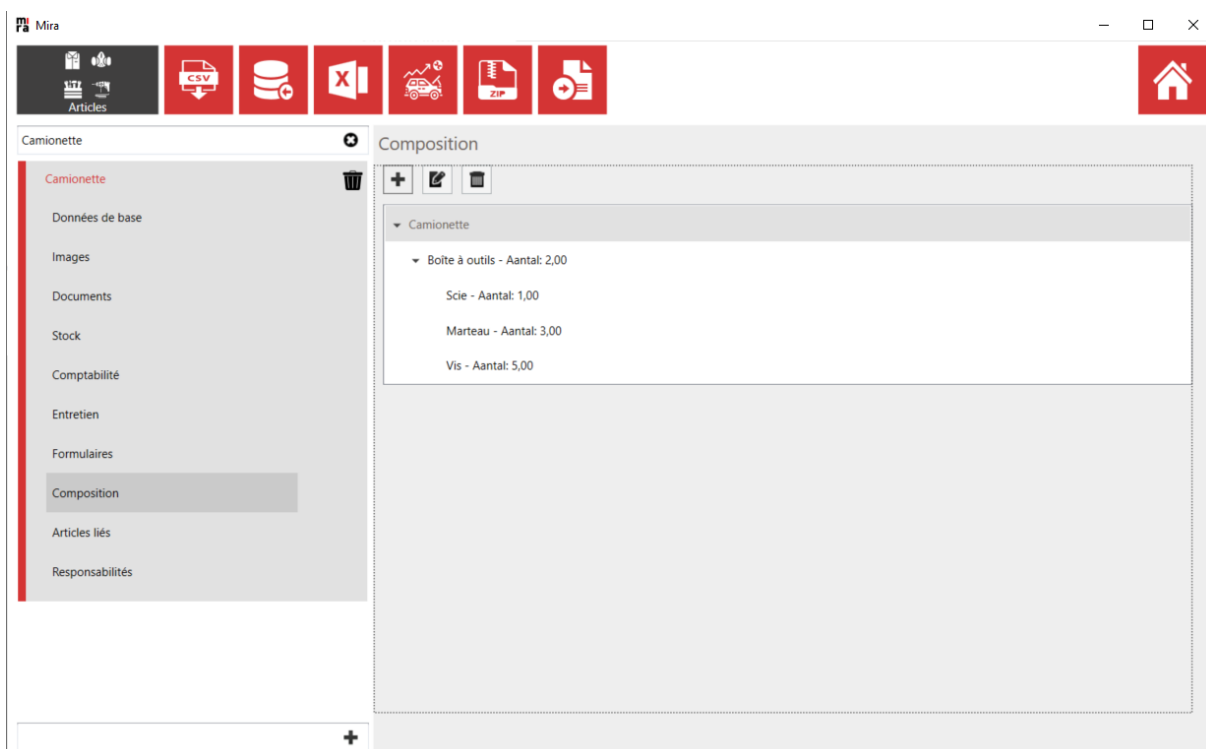 mira Mira
Articles
CSV
X
ZIP
Camionette
Camionette
Données de base
Images
Documents
Stock
Comptabilité
Entretien
Formulaires
Composition
Articles liés
Responsabilités
Composition
Camionette
Boîte à outils - Aantal: 2,00
Scie - Aantal: 1,00
Marteau - Aantal: 3,00
Vis - Aantal: 5,00